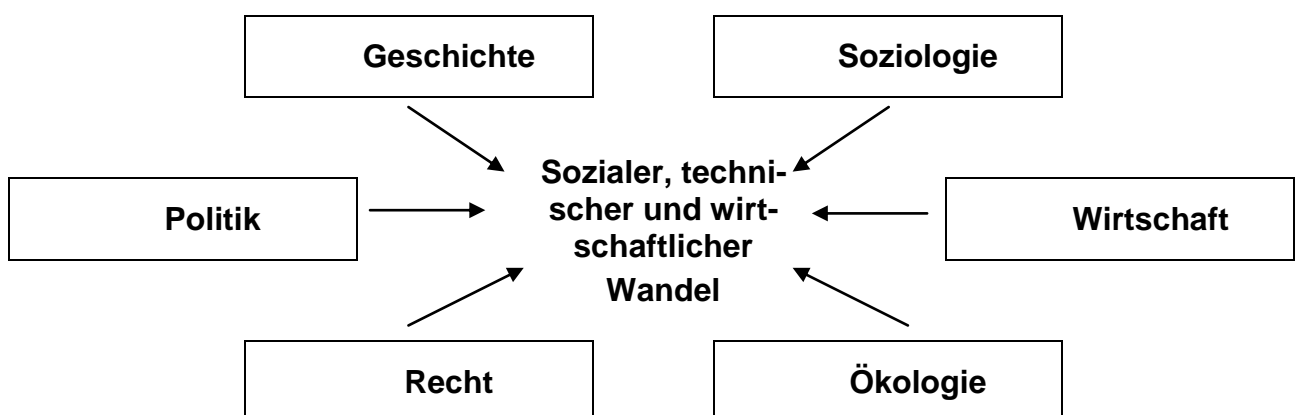 Geschichte
Soziologie
Sozialer, techni-
scher und wirt-
schaftlicher
Wandel
Politik
Wirtschaft
Recht
Ökologie